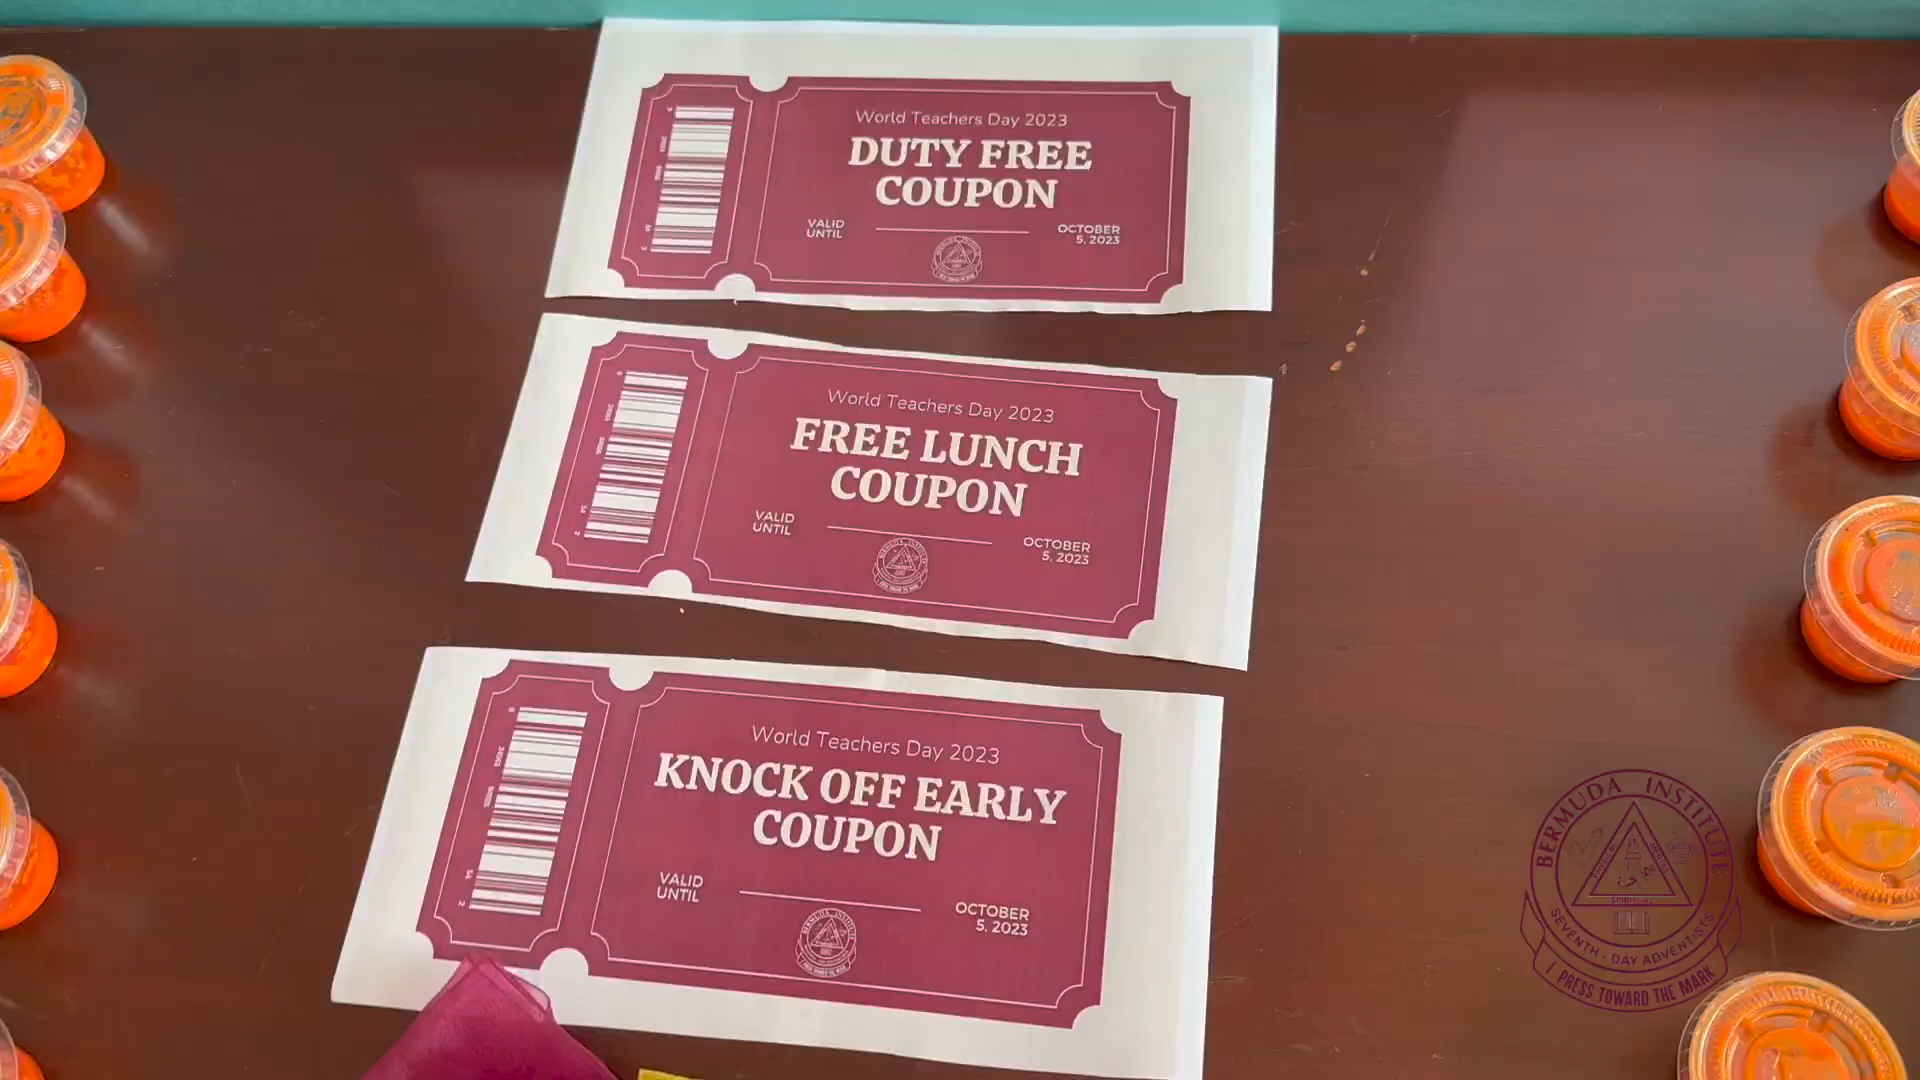 World Teachers Day 2023
DUTY FREE
COUPON
VALID
UNTIL
OCTOBER
5, 2023
World Teachers Day 2023
FREE LUNCH
COUPON
VALID
UNTIL
OCTOBER
5, 2023
World Teachers Day 2023
KNOCK OFF EARLY
COUPON
VALID
UNTIL
OCTOBER
5, 2023
BERMUDA INSTITUTE
SPIRITUAL
SEVENTH-DAY ADVENTISTS
I PRESS TOWARD THE MARK